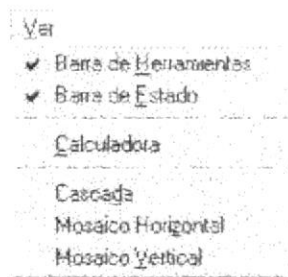 Ver
✔ Barra de Herramientas
✔ Barra de Estado
Calculadora
Cascada
Mosaico Horizontal
Mosaico Vertical